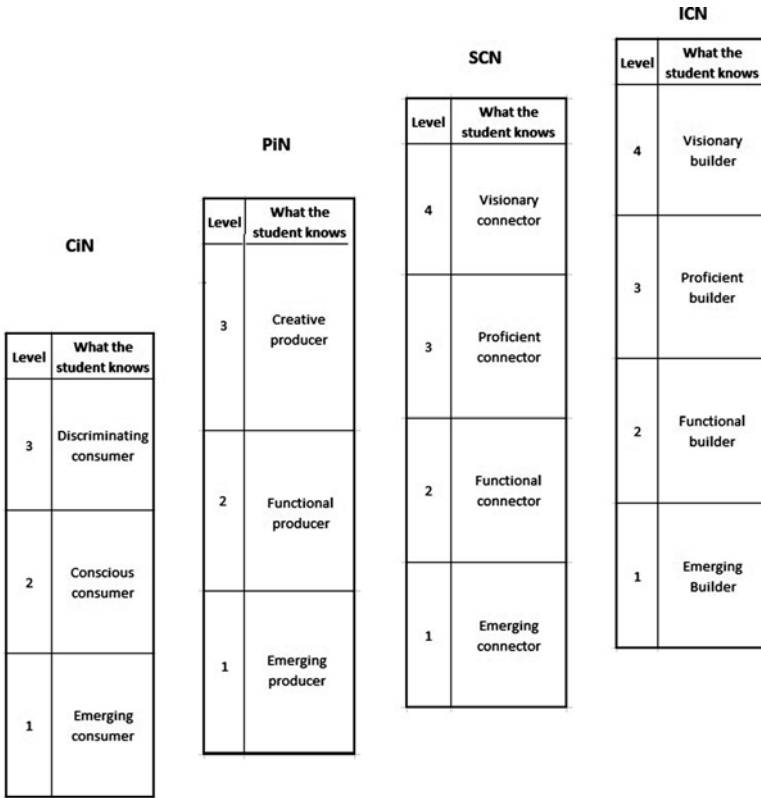 CiN
Level
What the
student knows
3
Discriminating
consumer
2
Conscious
consumer
1
Emerging
consumer
PiN
Level
What the
student knows
3
Creative
producer
2
Functional
producer
1
Emerging
producer
SCN
Level
What the
student knows
4
Visionary
connector
3
Proficient
connector
2
Functional
connector
1
Emerging
connector
ICN
Level
What the
student knows
4
Visionary
builder
3
Proficient
builder
2
Functional
builder
1
Emerging
Builder